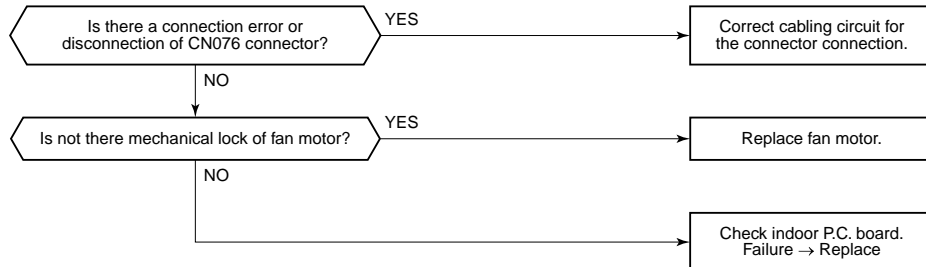 Is there a connection error or
disconnection of CN076 connector?
YES
Correct cabling circuit for
the connector connection.
NO
Is not there mechanical lock of fan motor?
YES
Replace fan motor.
NO
Check indoor P.C. board.
Failure → Replace